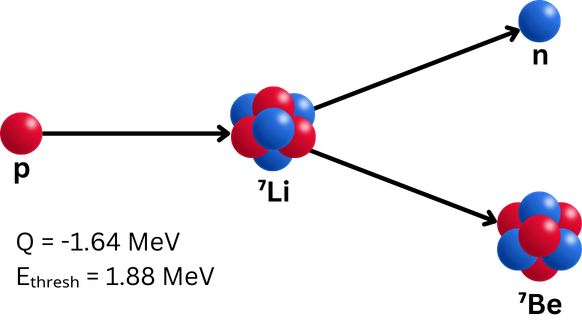 n
p
⁷Li
Q = -1.64 MeV
Eₜₕᵣₑₛₕ = 1.88 MeV
⁷Be